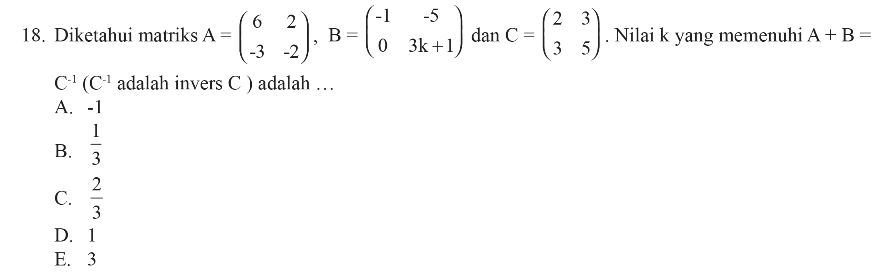 18. Diketahui matriks A = (6 2 / -3 -2), B = (-1 -5 / 0 3k+1) dan C = (2 3 / 3 5). Nilai k yang memenuhi A + B =
C⁻¹ (C⁻¹ adalah invers C ) adalah …
A. -1
B. 1/3
C. 2/3
D. 1
E. 3